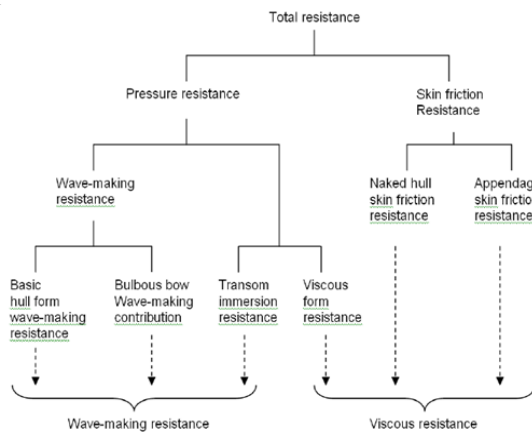 Total resistance
Pressure resistance
Skin friction
Resistance
Wave-making
resistance
Naked hull
skin friction
resistance
Appendag
skin frictio
resistance
Basic
hull form
wave-making
resistance
Bulbous bow
Wave-making
contribution
Transom
immersion
resistance
Viscous
form
resistance
Wave-making resistance
Viscous resistance